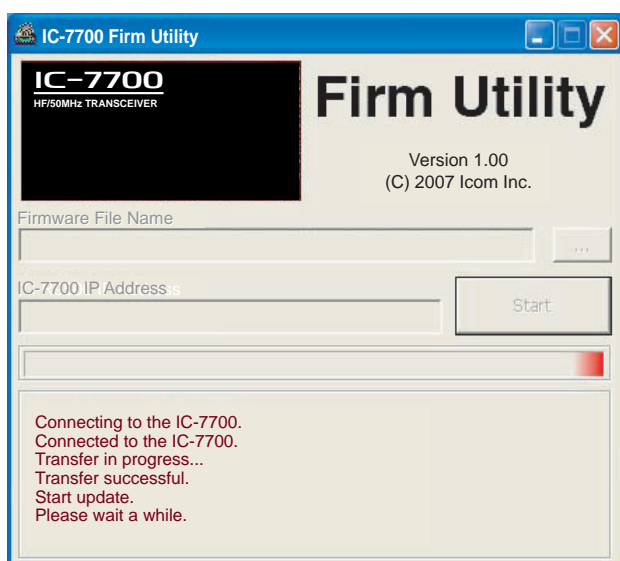 IC-7700 Firm Utility
IC-7700
HF/50MHz TRANSCEIVER
Firm Utility
Version 1.00
(C) 2007 Icom Inc.
Firmware File Name
...
IC-7700 IP Address
Start
Connecting to the IC-7700.
Connected to the IC-7700.
Transfer in progress...
Transfer successful.
Start update.
Please wait a while.